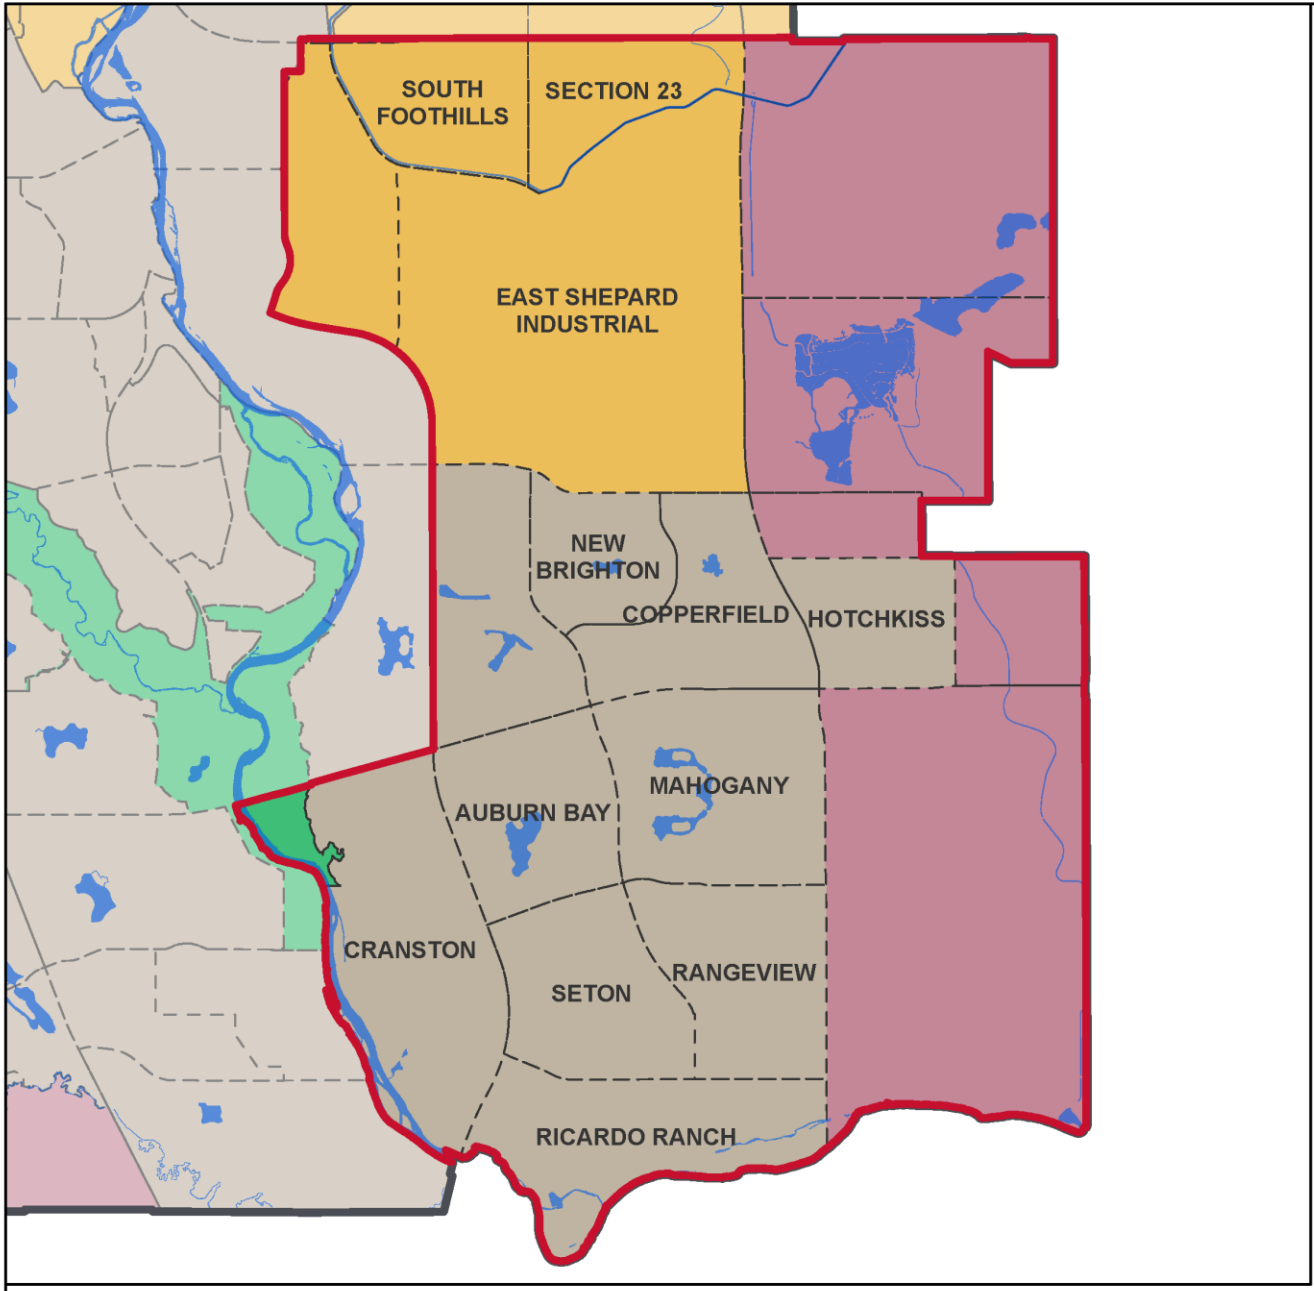 SOUTH
FOOTHILLS
SECTION 23
EAST SHEPARD
INDUSTRIAL
NEW
BRIGHTON
COPPERFIELD
HOTCHKISS
MAHOGANY
AUBURN BAY
CRANSTON
RANGEVIEW
SETON
RICARDO RANCH